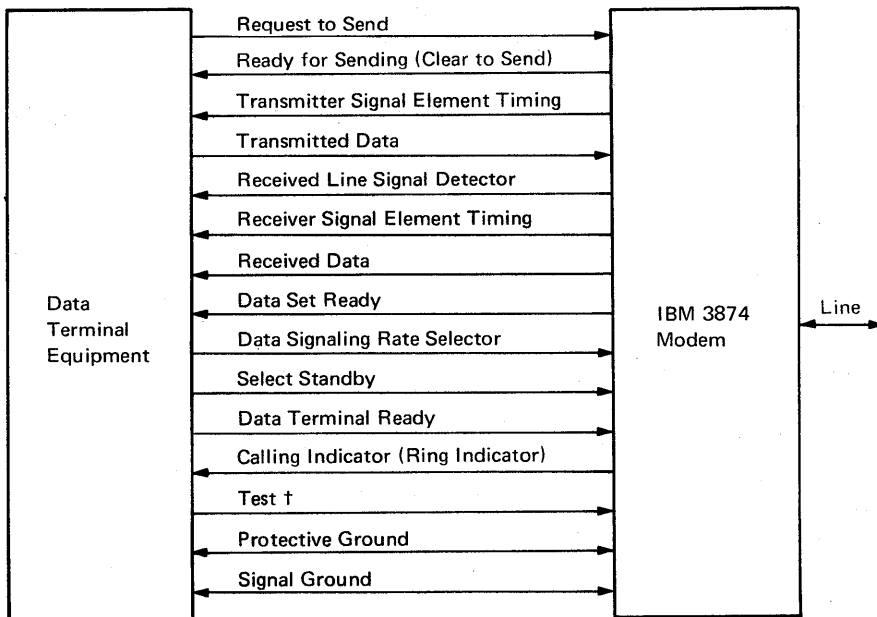 Request to Send
Ready for Sending (Clear to Send)
Transmitter Signal Element Timing
Transmitted Data
Received Line Signal Detector
Receiver Signal Element Timing
Received Data
Data Set Ready
Data Signaling Rate Selector
Select Standby
Data Terminal Ready
Calling Indicator (Ring Indicator)
Test †
Protective Ground
Signal Ground
Data
Terminal
Equipment
IBM 3874
Modem
Line